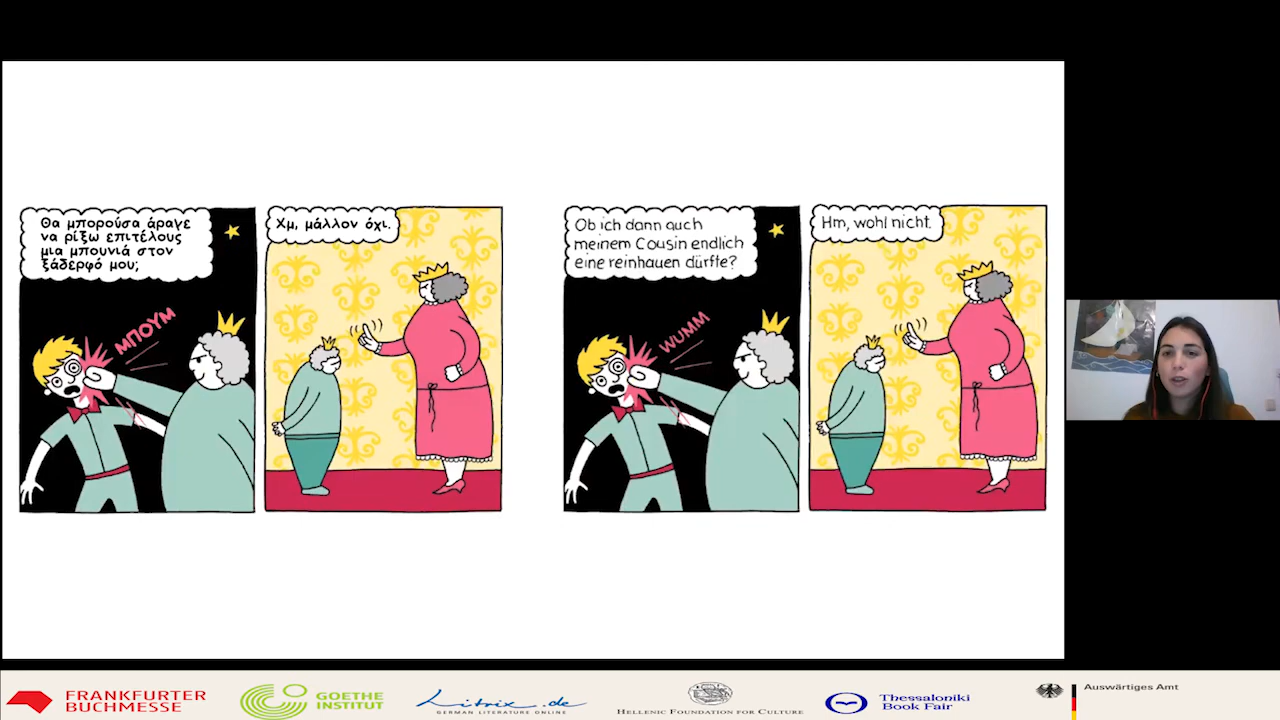 Θα μπορούσα άραγε
να ρίξω επιτέλους
μια μπουνιά στον
ξάδερφό μου;
ΜΠΟΥΜ
Χμ, μάλλον όχι.
Ob ich dann auch
meinem Cousin endlich
eine reinhauen dürfte?
WUMM
Hm, wohl nicht.
FRANKFURTER
BUCHMESSE
GOETHE
INSTITUT
Litrix.de
GERMAN LITERATURE ONLINE
HELLENIC FOUNDATION FOR CULTURE
Thessaloniki
Book Fair
Auswärtiges Amt